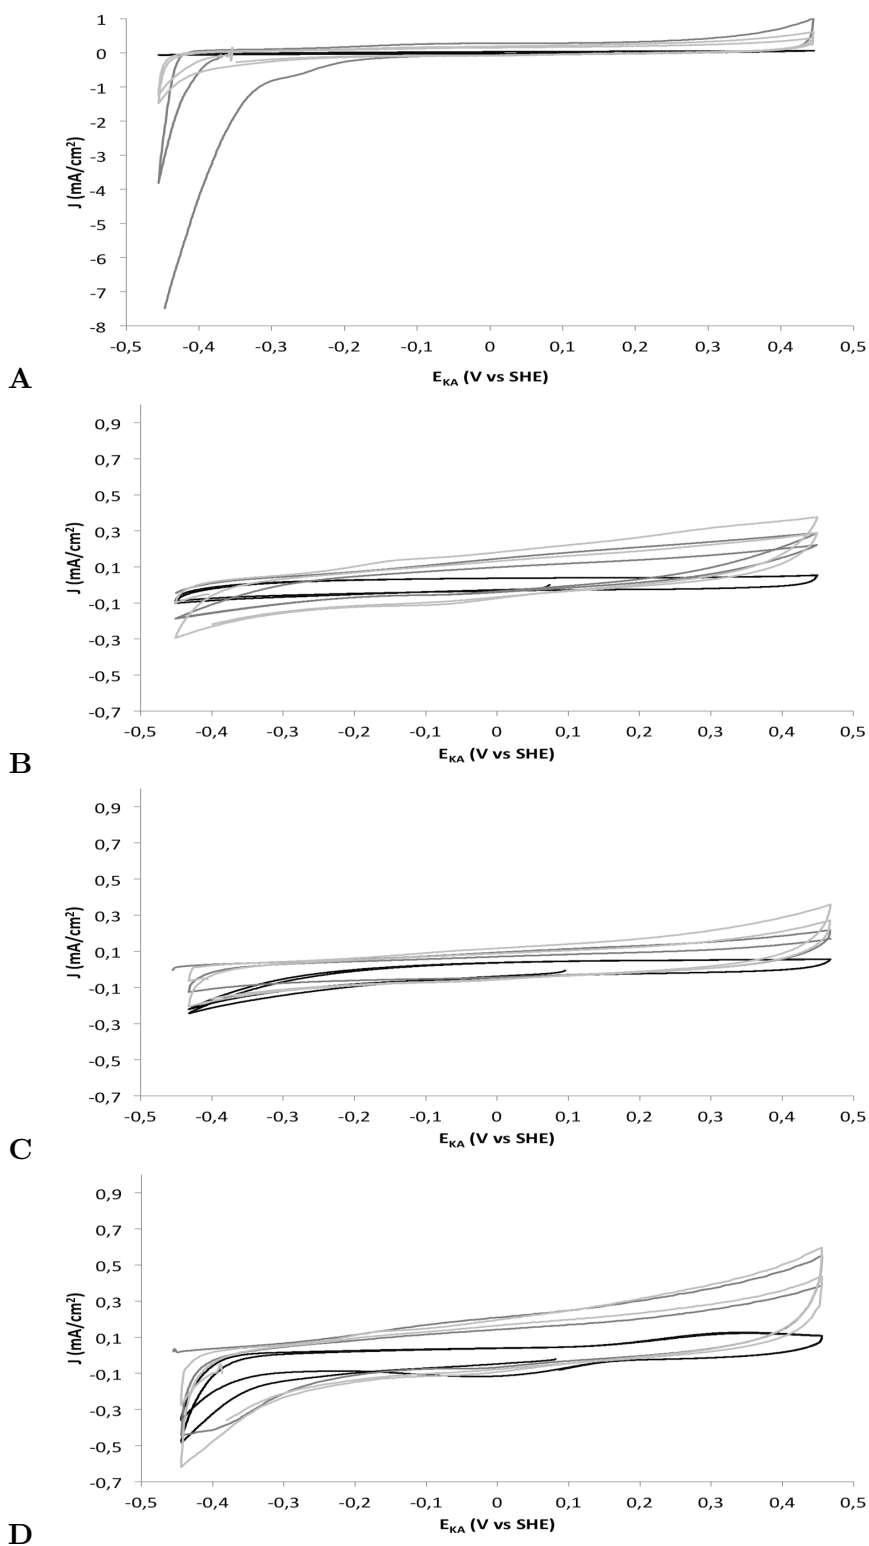 1
0
-1
-2
-3
-4
-5
-6
-7
-8
J (mA/cm²)
-0,5 -0,4 -0,3 -0,2 -0,1 0 0,1 0,2 0,3 0,4 0,5
E_KA (V vs SHE)
A
0,9
0,7
0,5
0,3
0,1
-0,1
-0,3
-0,5
-0,7
J (mA/cm²)
-0,5 -0,4 -0,3 -0,2 -0,1 0 0,1 0,2 0,3 0,4 0,5
E_KA (V vs SHE)
B
0,9
0,7
0,5
0,3
0,1
-0,1
-0,3
-0,5
-0,7
J (mA/cm²)
-0,5 -0,4 -0,3 -0,2 -0,1 0 0,1 0,2 0,3 0,4 0,5
E_KA (V vs SHE)
C
0,9
0,7
0,5
0,3
0,1
-0,1
-0,3
-0,5
-0,7
J (mA/cm²)
-0,5 -0,4 -0,3 -0,2 -0,1 0 0,1 0,2 0,3 0,4 0,5
E_KA (V vs SHE)
D